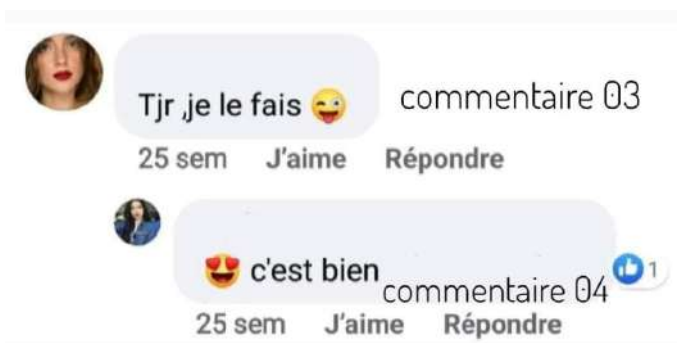 Tjr ,je le fais 😜 commentaire 03
25 sem J'aime Répondre
😍 c'est bien commentaire 04 1
25 sem J'aime Répondre